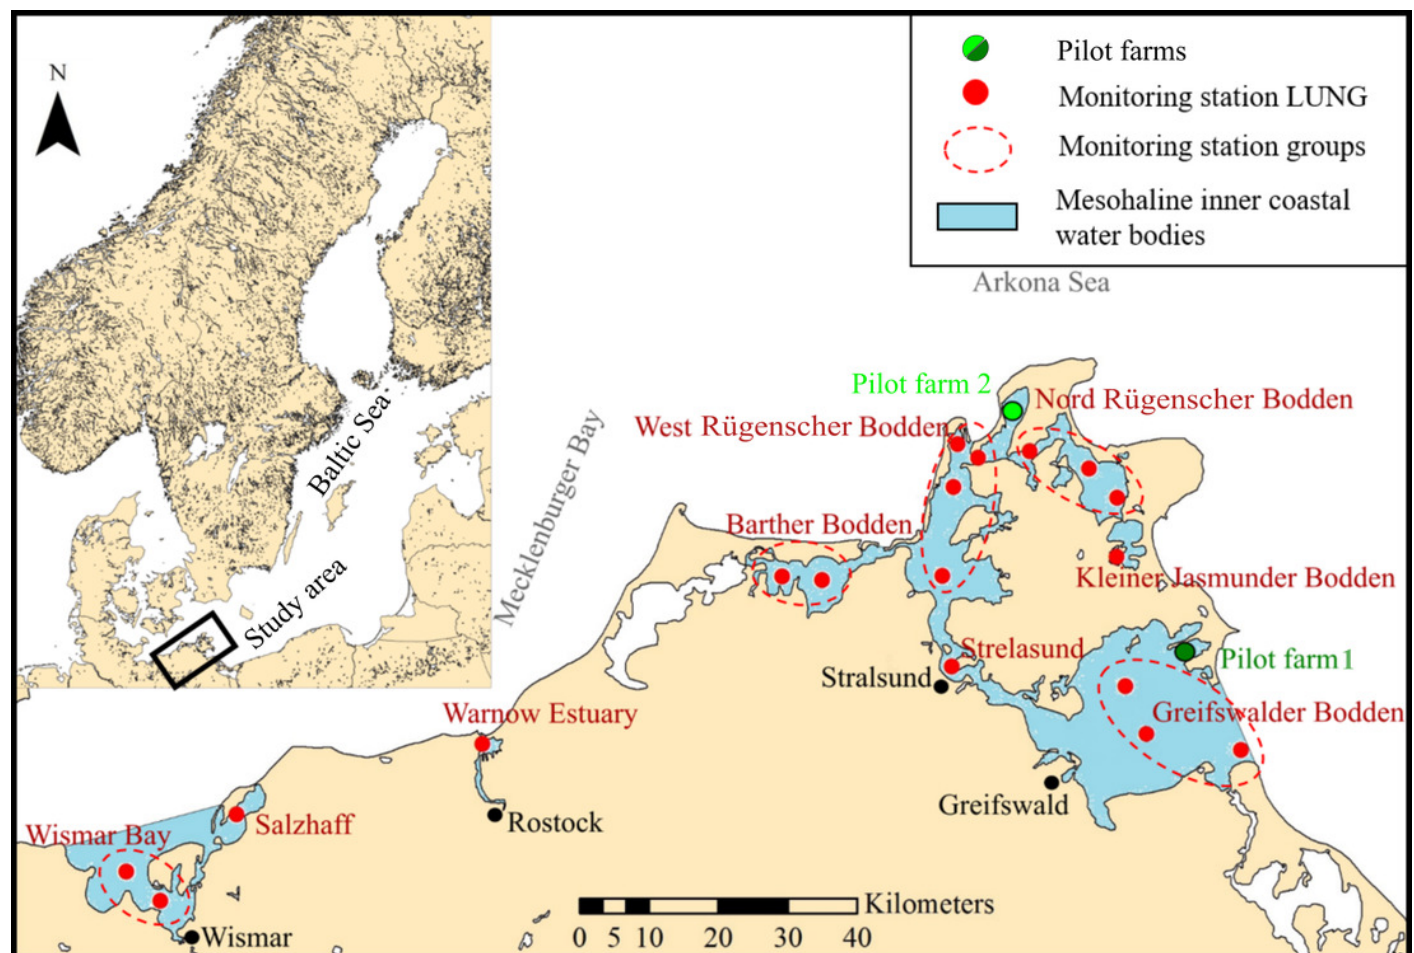 N
Baltic Sea
Study area
Mecklenburger Bay
Pilot farms
Monitoring station LUNG
Monitoring station groups
Mesohaline inner coastal
water bodies
Arkona Sea
Pilot farm 2
Nord Rügenscher Bodden
West Rügenscher Bodden
Barther Bodden
Kleiner Jasmunder Bodden
Strelasund
Pilot farm1
Stralsund
Warnow Estuary
Greifswalder Bodden
Greifswald
Salzhaff
Rostock
Wismar Bay
Kilometers
Wismar
0 5 10 20 30 40